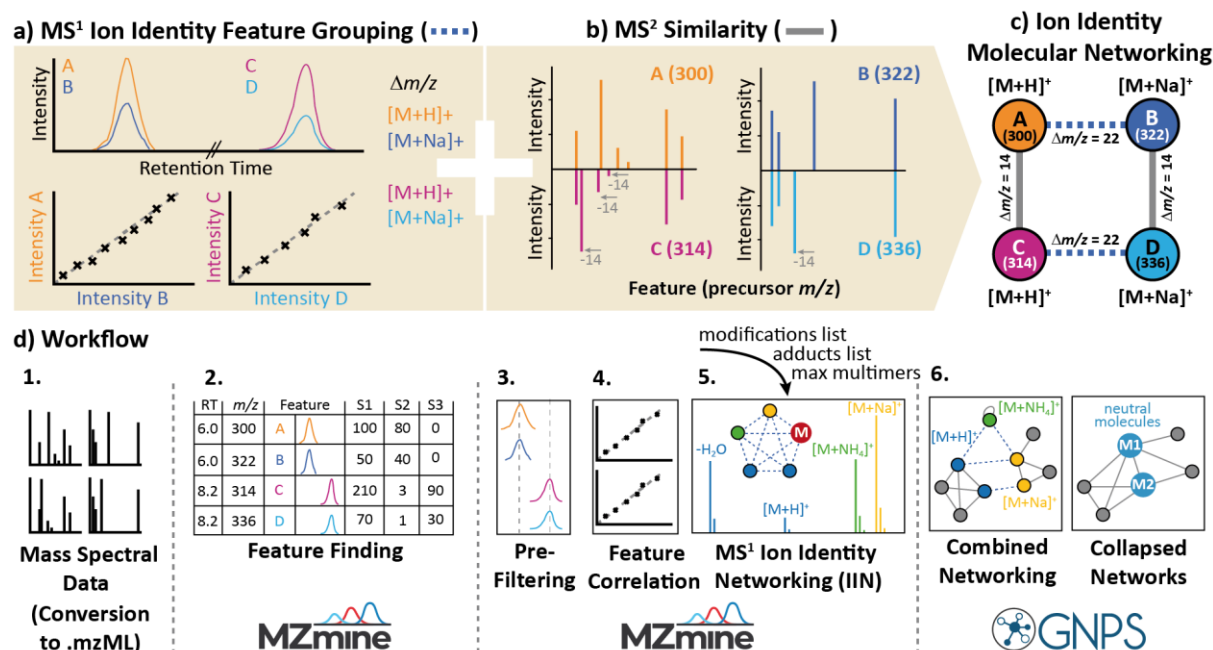 a) MS¹ Ion Identity Feature Grouping ( )
b) MS² Similarity ( )
c) Ion Identity
Molecular Networking
Intensity
A
B
C
D
Retention Time
Δm/z
[M+H]+
[M+Na]+
[M+H]+
[M+Na]+
Intensity A
Intensity B
Intensity C
Intensity D
Intensity
Intensity
A (300)
-14
-14
-14
C (314)
Intensity
Intensity
B (322)
-14
D (336)
Feature (precursor m/z)
[M+H]⁺
[M+Na]⁺
A
(300)
B
(322)
Δm/z = 22
Δm/z = 14
Δm/z = 14
Δm/z = 22
C
(314)
D
(336)
[M+H]⁺
[M+Na]⁺
d) Workflow
modifications list
adducts list
max multimers
1.
Mass Spectral
Data
(Conversion
to .mzML)
2.
RT m/z Feature S1 S2 S3
6.0 300 A 100 80 0
6.0 322 B 50 40 0
8.2 314 C 210 3 90
8.2 336 D 70 1 30
Feature Finding
MZmine
3.
Pre-
Filtering
4.
Feature
Correlation
5.
M
[M+Na]⁺
-H₂O
[M+NH₄]⁺
[M+H]⁺
MS¹ Ion Identity
Networking (IIN)
MZmine
6.
[M+NH₄]⁺
[M+H]⁺
[M+Na]⁺
Combined
Networking
neutral
molecules
M1
M2
Collapsed
Networks
GNPS